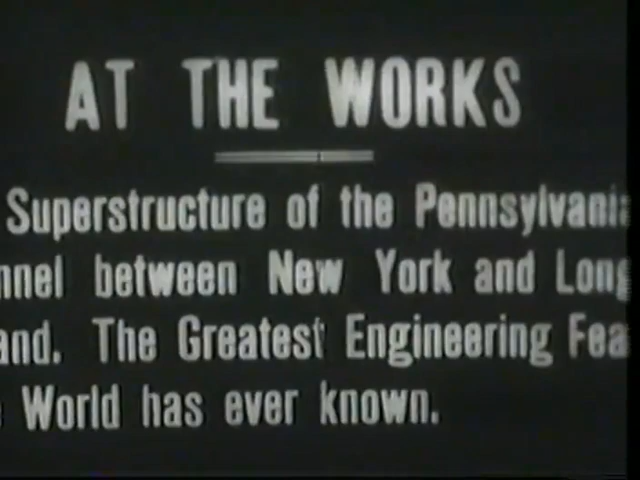 AT THE WORKS
Superstructure of the Pennsylvani
nnel between New York and Long
and. The Greatest Engineering Fea
World has ever known.